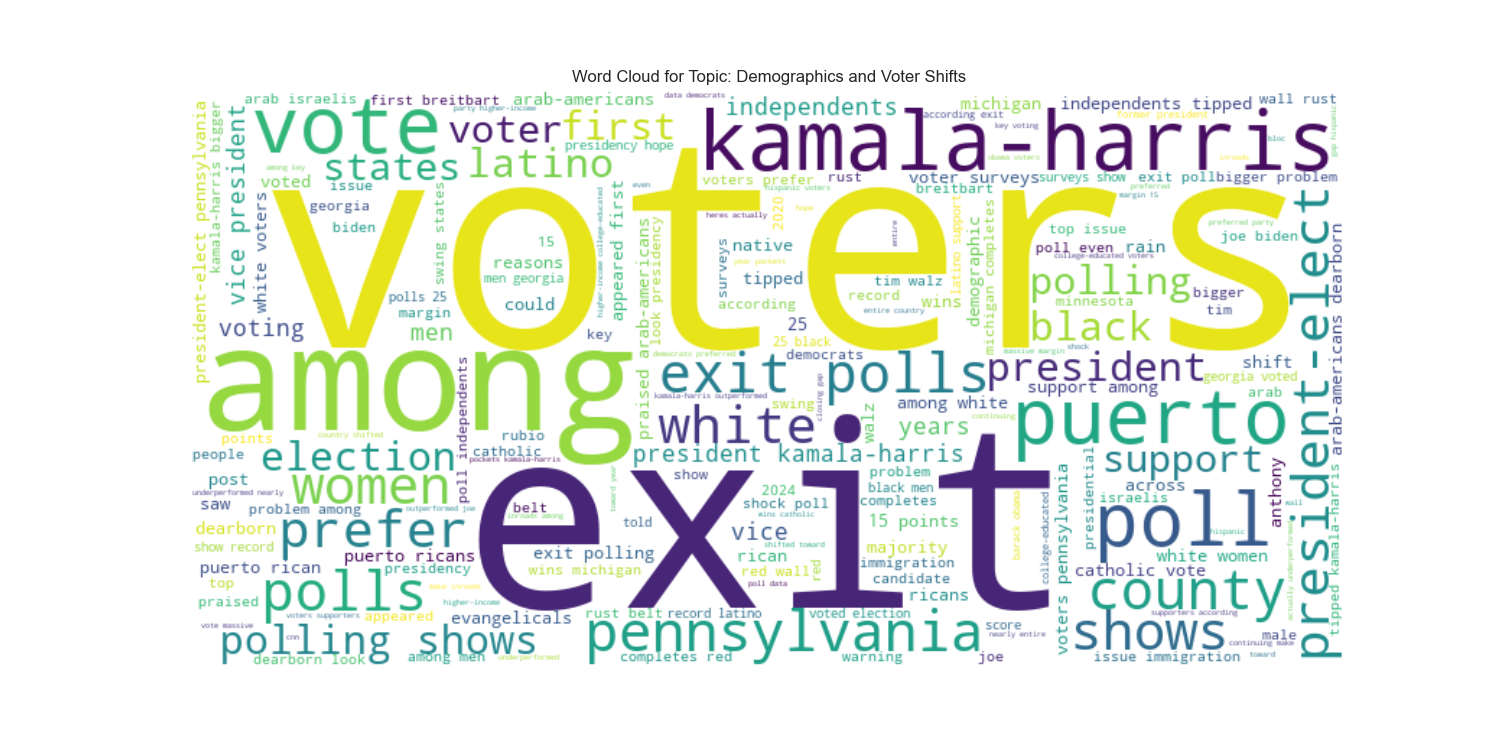 Word Cloud for Topic: Demographics and Voter Shifts
arab israelis
first breitbart
party higher-income
arab-americans
data democrats
independents
michigan
independents tipped
wall rust
vote
voter
first
kamala-harris
according exit
former president
key voting
presidency hope
obama voters
inroads
bloc
gap hispanic
states
latino
president-elect pennsylvania
kamala-harris bigger
vice president
white voters
among key
voted
issue
georgia
biden
swing states
15
reasons
men georgia
polls 25
margin
could
voting
men
key
higher-income college-educated
appeared first
even
voters prefer
rust
hispanic voters
heres actually
hope
2020
voter surveys
surveys show
exit poll
bigger problem
breitbart
preferred
margin 15
voters
praised arab-americans
look presidency
surveys
native
year pockets
tipped
according
tim walz
record
wins
entire
entire country
latino support
demographic
michigan completes
top issue
poll even
rain
college-educated voters
preferred party
joe biden
polling
minnesota
bigger
tim
black
president-elect
arab-americans dearborn
25
25 black
democrats
democrats preferred
massive margin
shock
among
exit polls
president
shift
georgia voted
support among
arab
kamala-harris outperformed
closing gap
swing
walz
among white
years
continuing
white
puerto
points
country shifted
people
election
poll independents
rubio
catholic
pockets kamala-harris
president kamala-harris
support
post
women
underperformed nearly
saw
problem among
outperformed joe
belt
inroads among
toward year
show
2024
shock poll
wins catholic
problem
black men
completes
across
israelis
anthony
hispanic
wall
dearborn
prefer
exit
told
vice
15 points
barack obama
college-educated
voters pennsylvania
presidential
poll
show record
puerto ricans
exit polling
shifted toward
rican
majority
white women
puerto rican
presidency
wins michigan
red wall
red
immigration
catholic vote
actually underperformed
tipped kamala-harris
top
polls
make inroads
poll data
candidate
ricans
county
praised
higher-income
voters supporters
appeared
evangelicals
rust belt
record latino
voted election
score
supporters according
vote massive
cnn
polling shows
pennsylvania
nearly entire
shows
male
continuing make
dearborn look
among men
underperformed
completes red
warning
joe
issue immigration
toward